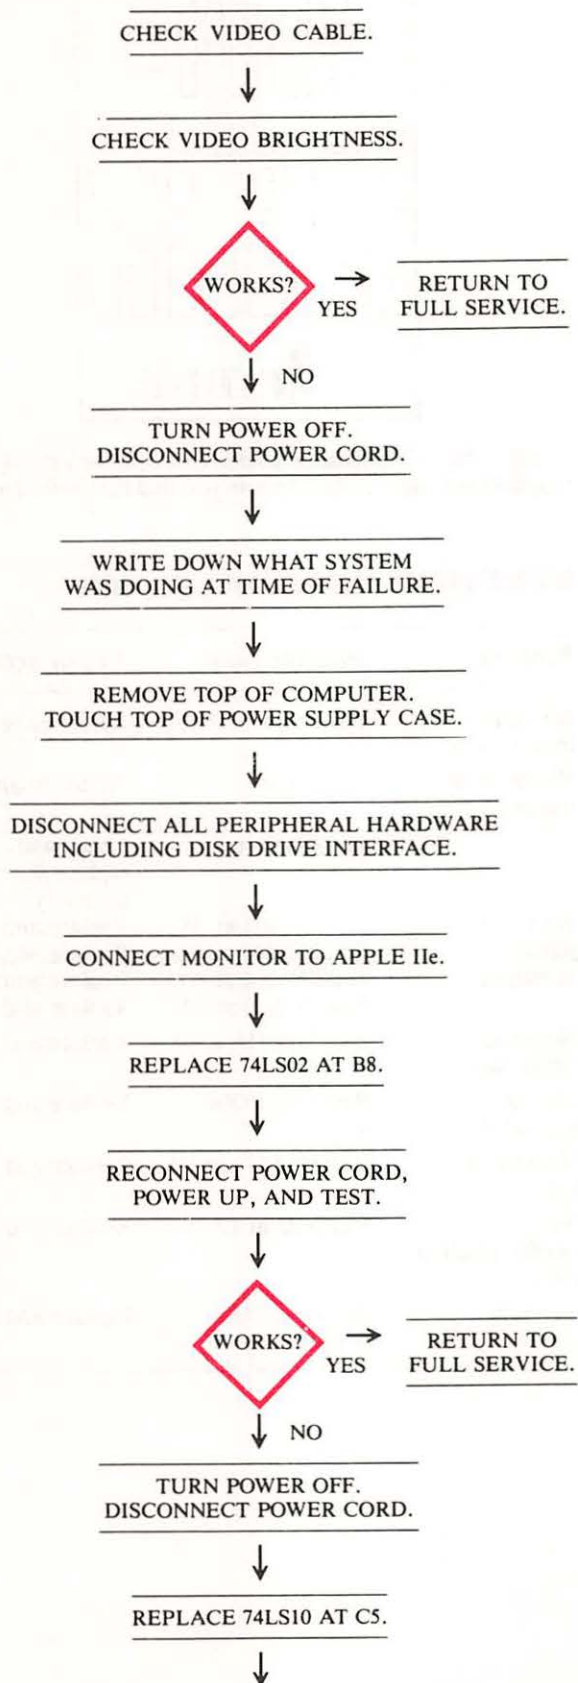 CHECK VIDEO CABLE.
CHECK VIDEO BRIGHTNESS.
WORKS?
YES
RETURN TO
FULL SERVICE.
NO
TURN POWER OFF.
DISCONNECT POWER CORD.
WRITE DOWN WHAT SYSTEM
WAS DOING AT TIME OF FAILURE.
REMOVE TOP OF COMPUTER.
TOUCH TOP OF POWER SUPPLY CASE.
DISCONNECT ALL PERIPHERAL HARDWARE
INCLUDING DISK DRIVE INTERFACE.
CONNECT MONITOR TO APPLE IIe.
REPLACE 74LS02 AT B8.
RECONNECT POWER CORD,
POWER UP, AND TEST.
WORKS?
YES
RETURN TO
FULL SERVICE.
NO
TURN POWER OFF.
DISCONNECT POWER CORD.
REPLACE 74LS10 AT C5.